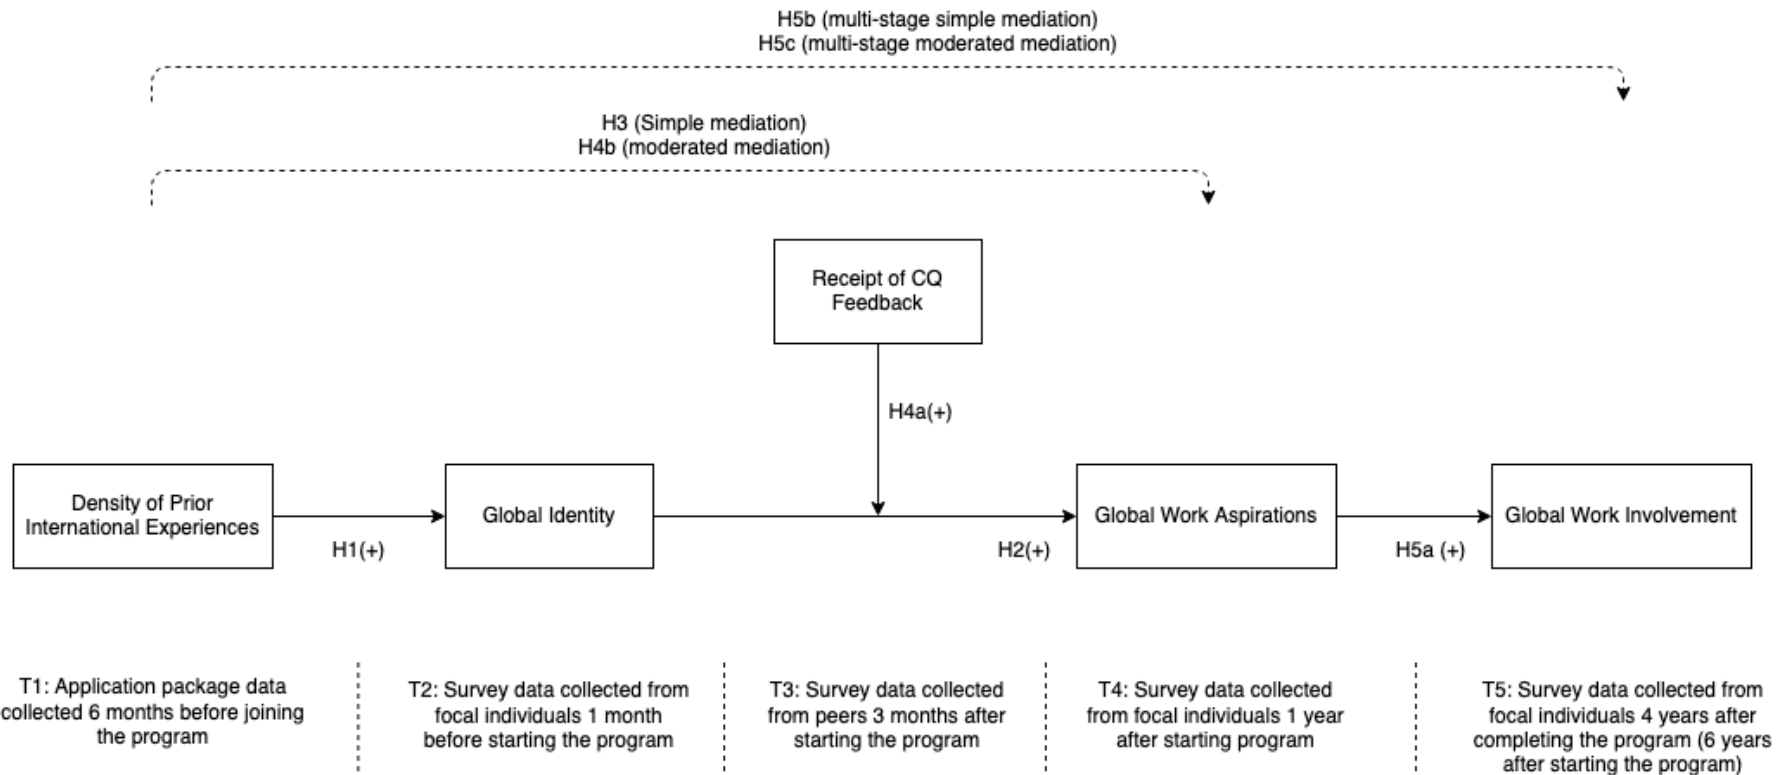 H5b (multi-stage simple mediation)
H5c (multi-stage moderated mediation)
H3 (Simple mediation)
H4b (moderated mediation)
Receipt of CQ
Feedback
H4a(+)
Density of Prior
International Experiences
Global Identity
Global Work Aspirations
Global Work Involvement
H1(+)
H2(+)
H5a (+)
T1: Application package data
collected 6 months before joining
the program
T2: Survey data collected from
focal individuals 1 month
before starting the program
T3: Survey data collected
from peers 3 months after
starting the program
T4: Survey data collected
from focal individuals 1 year
after starting program
T5: Survey data collected from
focal individuals 4 years after
completing the program (6 years
after starting the program)